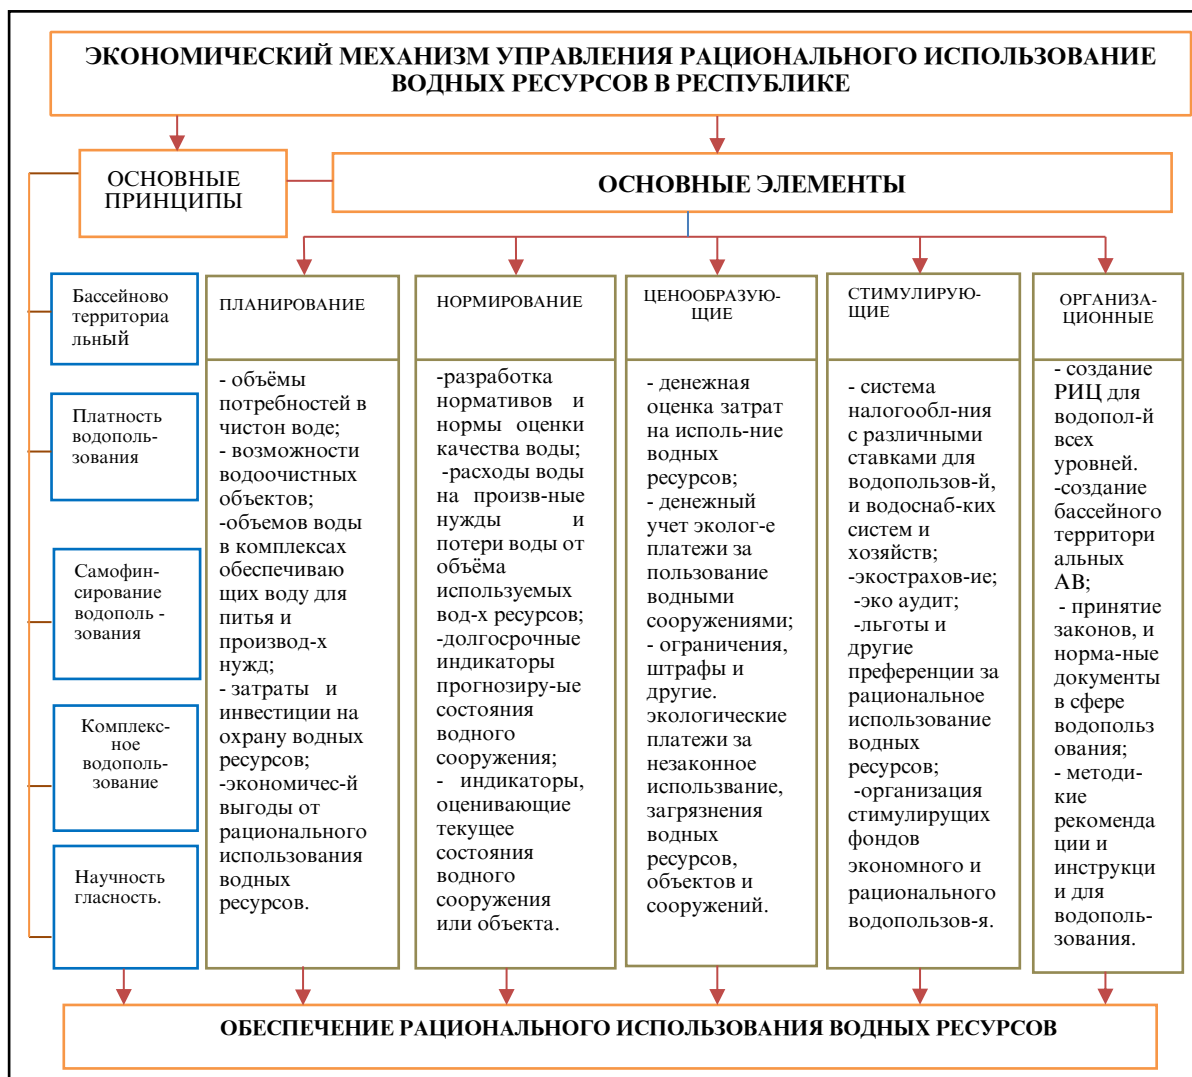 ЭКОНОМИЧЕСКИЙ МЕХАНИЗМ УПРАВЛЕНИЯ РАЦИОНАЛЬНОГО ИСПОЛЬЗОВАНИЕ
ВОДНЫХ РЕСУРСОВ В РЕСПУБЛИКЕ
ОСНОВНЫЕ
ПРИНЦИПЫ
ОСНОВНЫЕ ЭЛЕМЕНТЫ
Бассейново
территориа
льный
Платность
водополь-
зования
Самофин-
сирование
водополь -
зования
Комплекс-
ное
водополь-
зование
Научность
гласность.
ПЛАНИРОВАНИЕ
- объёмы
потребностей в
чистон воде;
- возможности
водоочистных
объектов;
-объемов воды
в комплексах
обеспечиваю
щих воду для
питья и
производ-х
нужд;
- затраты и
инвестиции на
охрану водных
ресурсов;
-экономичес-й
выгоды от
рационального
использования
водных
ресурсов.
НОРМИРОВАНИЕ
-разработка
нормативов и
нормы оценки
качества воды;
-расходы воды
на произв-ные
нужды и
потери воды от
объёма
используемых
вод-х ресурсов;
-долгосрочные
индикаторы
прогнозиру-ые
состояния
водного
сооружения;
- индикаторы,
оценивающие
текущее
состояния
водного
сооружения
или объекта.
ЦЕНООБРАЗУЮ-
ЩИЕ
- денежная
оценка затрат
на исполь-ние
водных
ресурсов;
- денежный
учет эколог-е
платежи за
пользование
водными
сооружениями;
- ограничения,
штрафы и
другие.
экологические
платежи за
незаконное
использвание,
загрязнения
водных
ресурсов,
объектов и
сооружений.
СТИМУЛИРУЮ-
ЩИЕ
- система
налогообл-ния
с различными
ставками для
водопользов-й,
и водоснаб-ких
систем и
хозяйств;
-экострахов-ие;
-эко аудит;
-льготы и
другие
преференции за
рациональное
использование
водных
ресурсов;
-организация
стимулирущих
фондов
экономного и
рационального
водопользов-я.
ОРГАНИЗА-
ЦИОННЫЕ
- создание
РИЦ для
водопол-й
всех
уровней.
-создание
бассейного
территори
альных
АВ;
- принятие
законов, и
норма-ные
документы
в сфере
водопольз
ования;
- методи-
кие
рекоменда
ции и
инструкци
и для
водополь-
зования.
ОБЕСПЕЧЕНИЕ РАЦИОНАЛЬНОГО ИСПОЛЬЗОВАНИЯ ВОДНЫХ РЕСУРСОВ